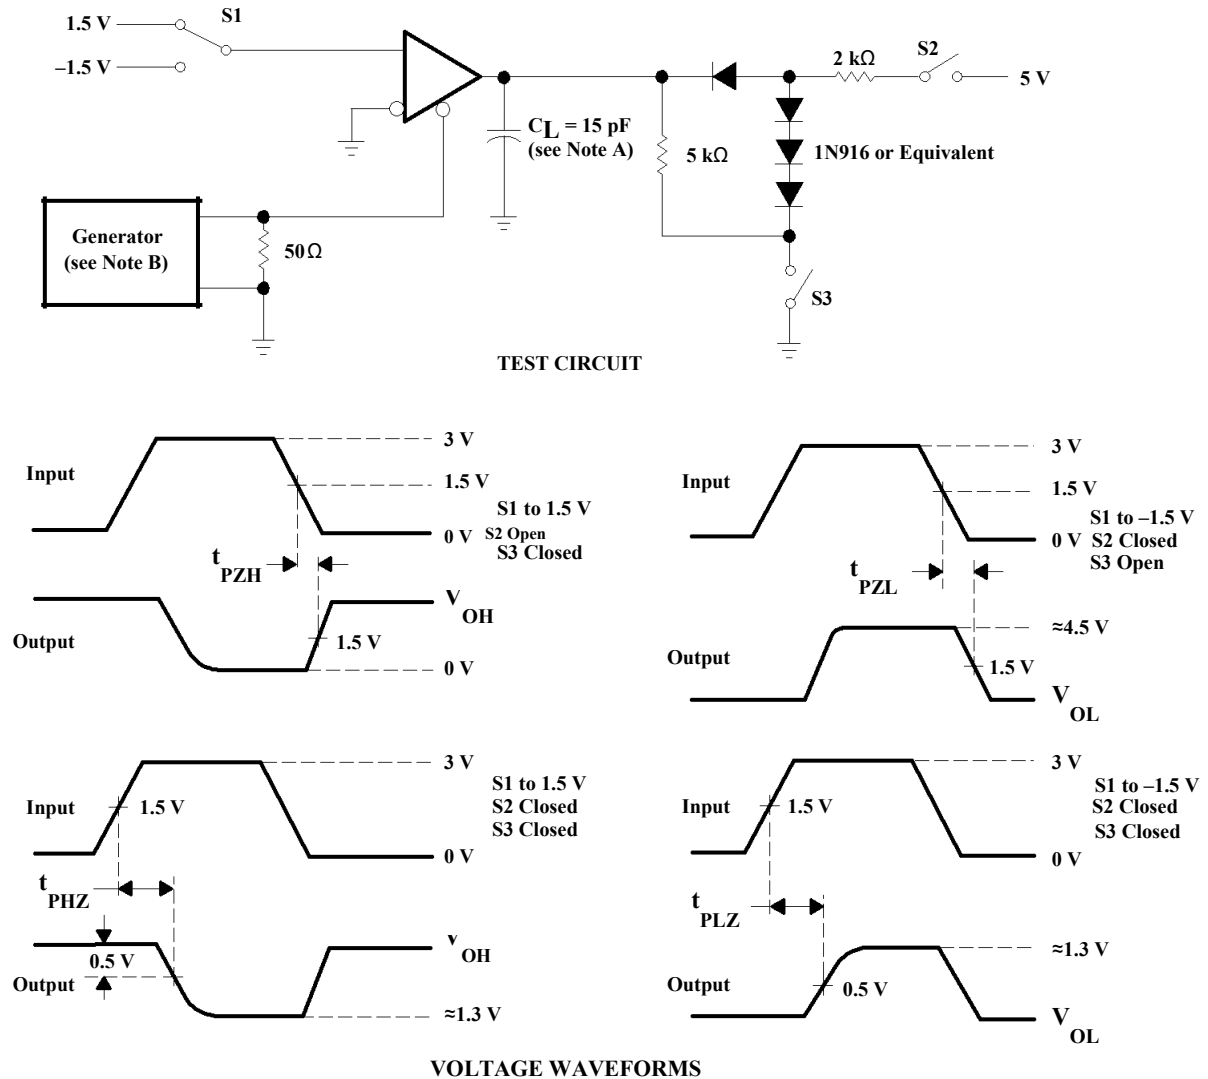 1.5 V
S1
–1.5 V
2 kΩ
S2
5 V
CL = 15 pF
(see Note A)
5 kΩ
1N916 or Equivalent
Generator
(see Note B)
50Ω
S3
TEST CIRCUIT
Input
3 V
1.5 V
S1 to 1.5 V
0 V
S2 Open
S3 Closed
tPZH
Output
VOH
1.5 V
0 V
Input
3 V
1.5 V
S1 to –1.5 V
0 V
S2 Closed
S3 Open
tPZL
Output
≈4.5 V
1.5 V
VOL
Input
3 V
1.5 V
S1 to 1.5 V
S2 Closed
S3 Closed
0 V
tPHZ
Output
0.5 V
VOH
≈1.3 V
Input
3 V
1.5 V
S1 to –1.5 V
S2 Closed
S3 Closed
0 V
tPLZ
Output
≈1.3 V
0.5 V
VOL
VOLTAGE WAVEFORMS